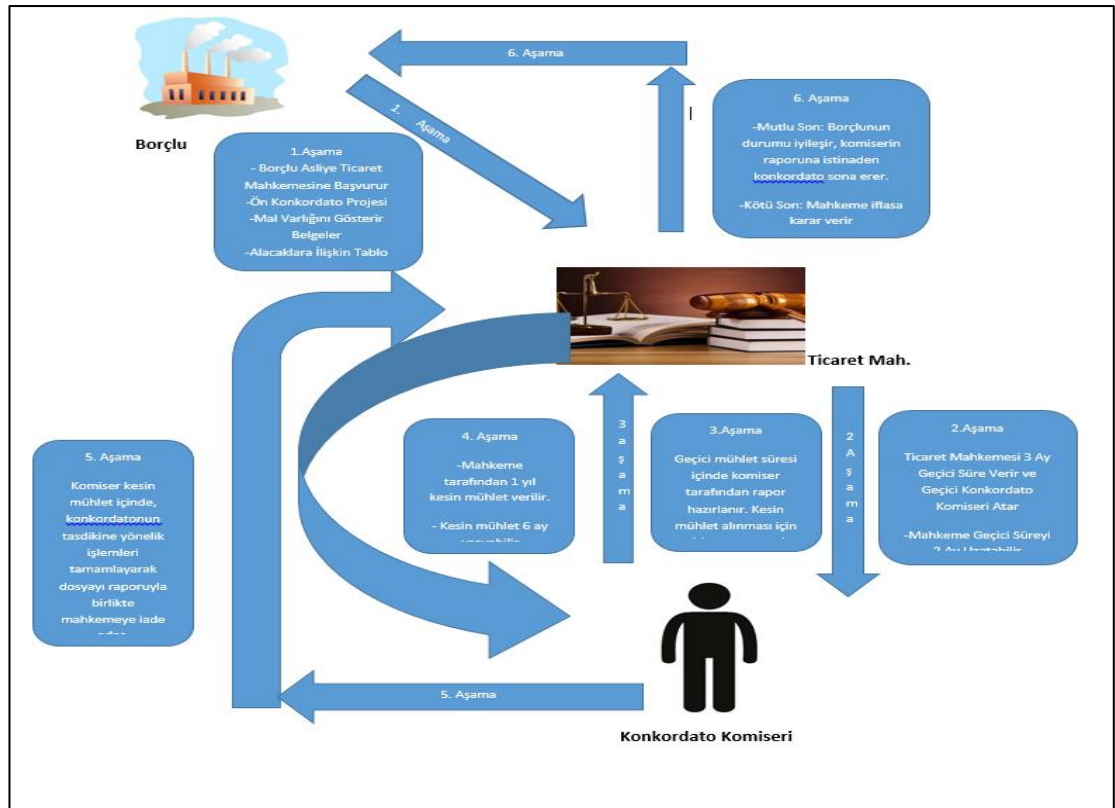 6. Aşama
1. Aşama
Borçlu
1.Aşama
- Borçlu Asliye Ticaret
Mahkemesine Başvurur
-Ön Konkordato Projesi
-Mal Varlığını Gösterir
Belgeler
-Alacaklara İlişkin Tablo
6. Aşama
-Mutlu Son: Borçlunun
durumu iyileşir, komiserin
raporuna istinaden
konkordato sona erer.
-Kötü Son: Mahkeme iflasa
karar verir
Ticaret Mah.
5. Aşama
Komiser kesin
mühlet içinde,
konkordatonun
tasdikine yönelik
işlemleri
tamamlayarak
dosyayı raporuyla
birlikte
mahkemeye iade
4. Aşama
-Mahkeme
tarafından 1 yıl
kesin mühlet verilir.
- Kesin mühlet 6 ay
3 aşama
3.Aşama
Geçici mühlet süresi
içinde komiser
tarafından rapor
hazırlanır. Kesin
mühlet alınması için
2 Aşama
2.Aşama
Ticaret Mahkemesi 3 Ay
Geçici Süre Verir ve
Geçici Konkordato
Komiseri Atar
-Mahkeme Geçici Süreyi
2 Ay Uzatabilir
5. Aşama
Konkordato Komiseri